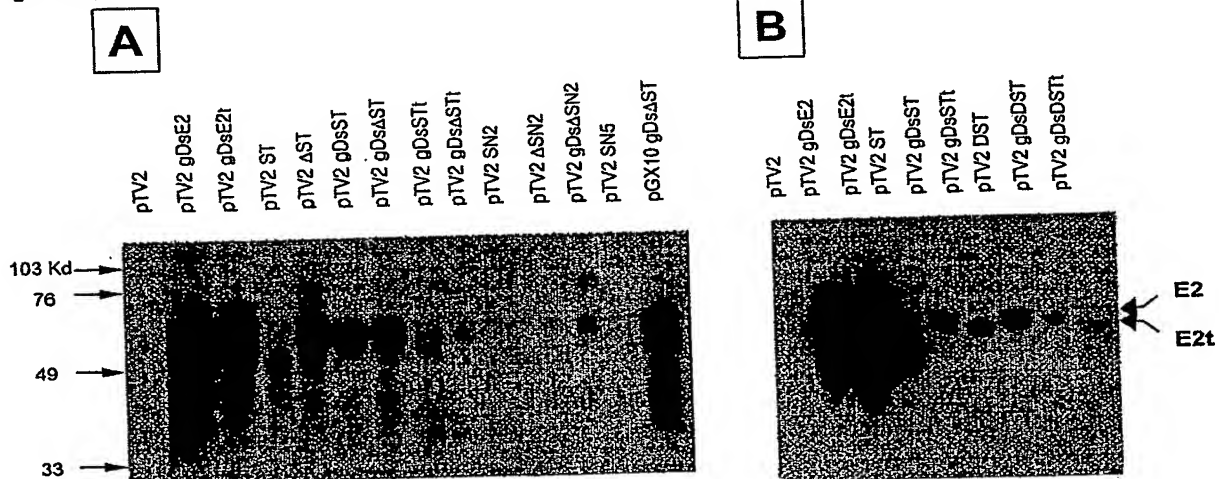 A
pTV2
pTV2 gDsE2
pTV2 gDsE2t
pTV2 ST
pTV2 ΔST
pTV2 gDsST
pTV2 gDsΔST
pTV2 gDsSTt
pTV2 gDsΔSTt
pTV2 SN2
pTV2 ΔSN2
pTV2 gDsΔSN2
pTV2 SN5
pGX10 gDsΔST
103 Kd
76
49
33
B
pTV2
pTV2 gDsE2
pTV2 gDsE2t
pTV2 ST
pTV2 gDsST
pTV2 gDsSTt
pTV2 DST
pTV2 gDsDST
pTV2 gDsDSTt
E2
E2t